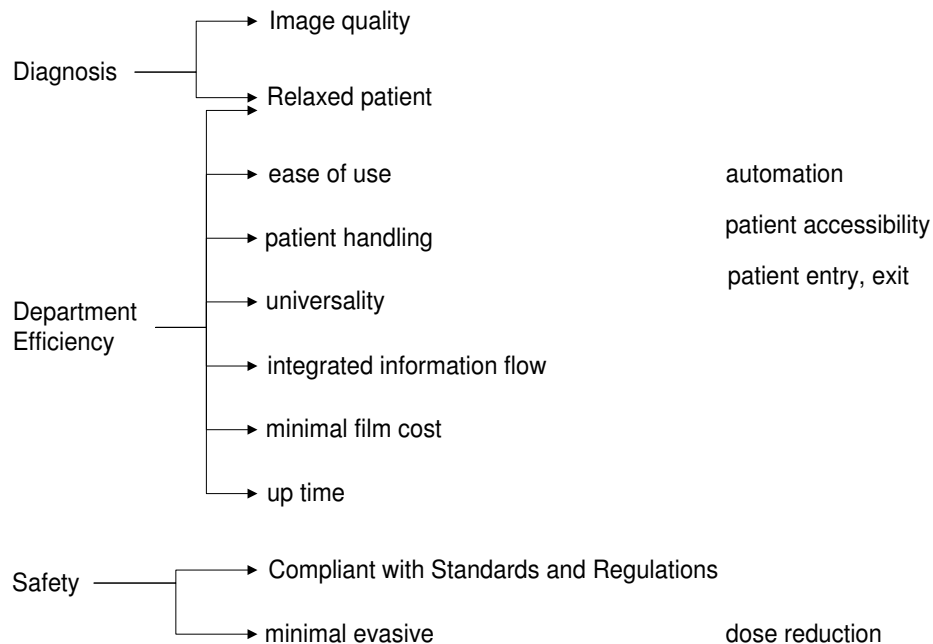 Image quality
Diagnosis
Relaxed patient
ease of use automation
patient handling patient accessibility
patient entry, exit
universality
Department
Efficiency
integrated information flow
minimal film cost
up time
Compliant with Standards and Regulations
Safety
minimal evasive dose reduction